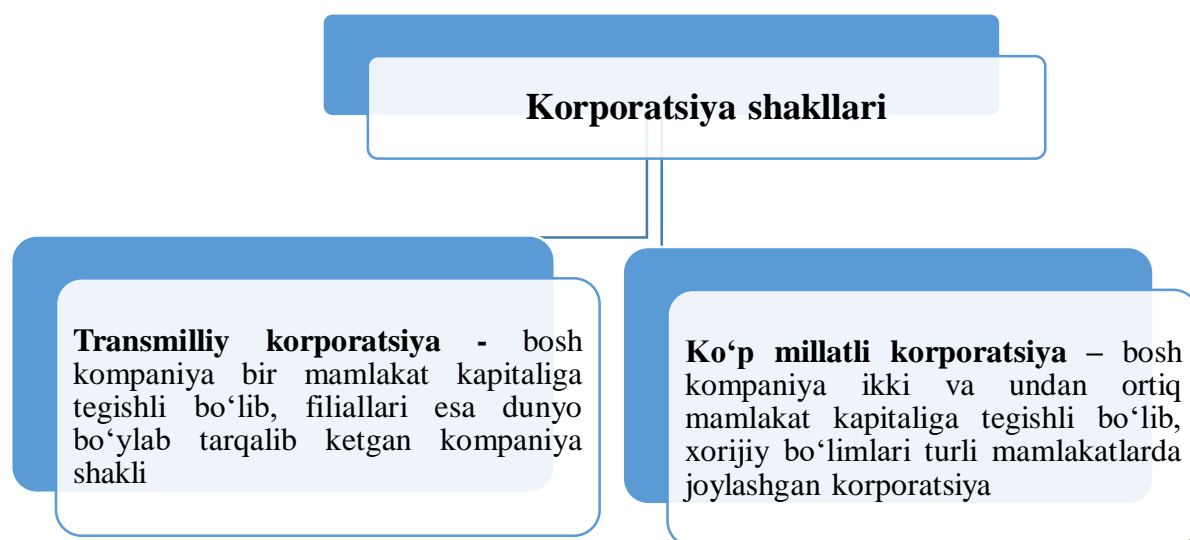 Korporatsiya shakllari
Transmilliy korporatsiya - bosh
kompaniya bir mamlakat kapitaliga
tegishli bo‘lib, filiallari esa dunyo
bo‘ylab tarqalib ketgan kompaniya
shakli
Ko‘p millatli korporatsiya – bosh
kompaniya ikki va undan ortiq
mamlakat kapitaliga tegishli bo‘lib,
xorijiy bo‘limlari turli mamlakatlarda
joylashgan korporatsiya